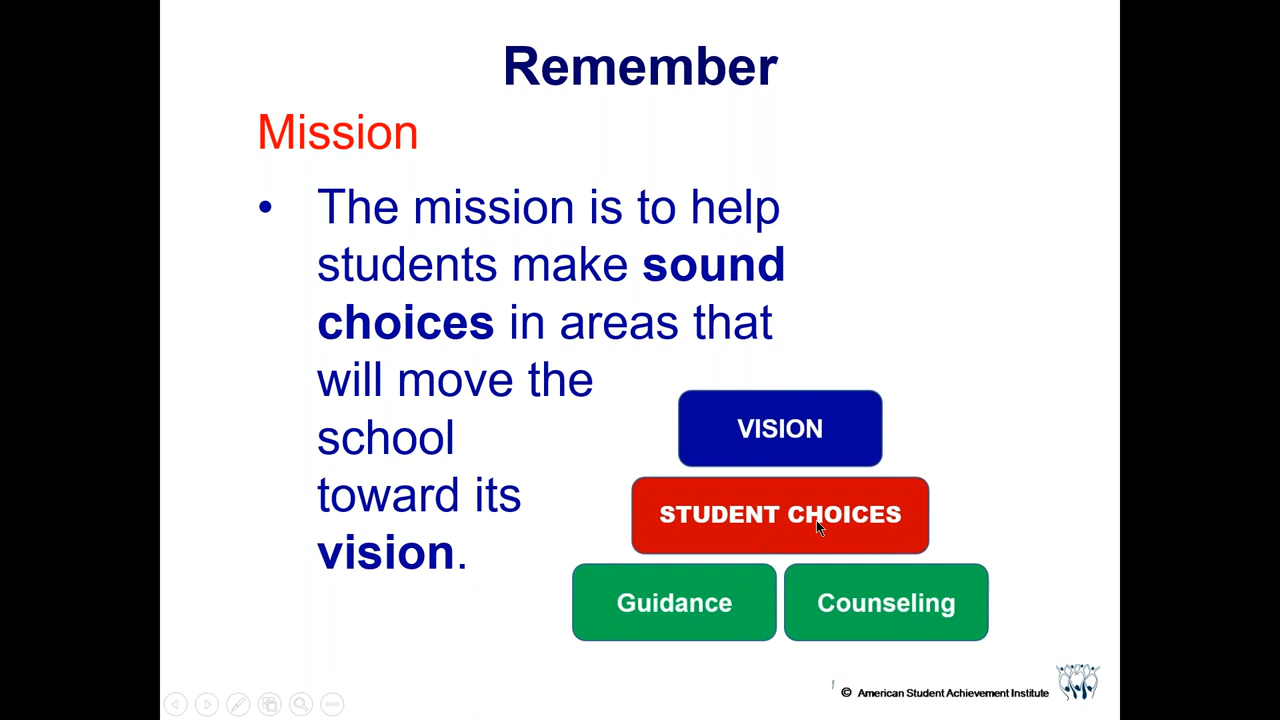 Remember
Mission
• The mission is to help
students make sound
choices in areas that
will move the
school
toward its
vision.
VISION
STUDENT CHOICES
Guidance
Counseling
© American Student Achievement Institute